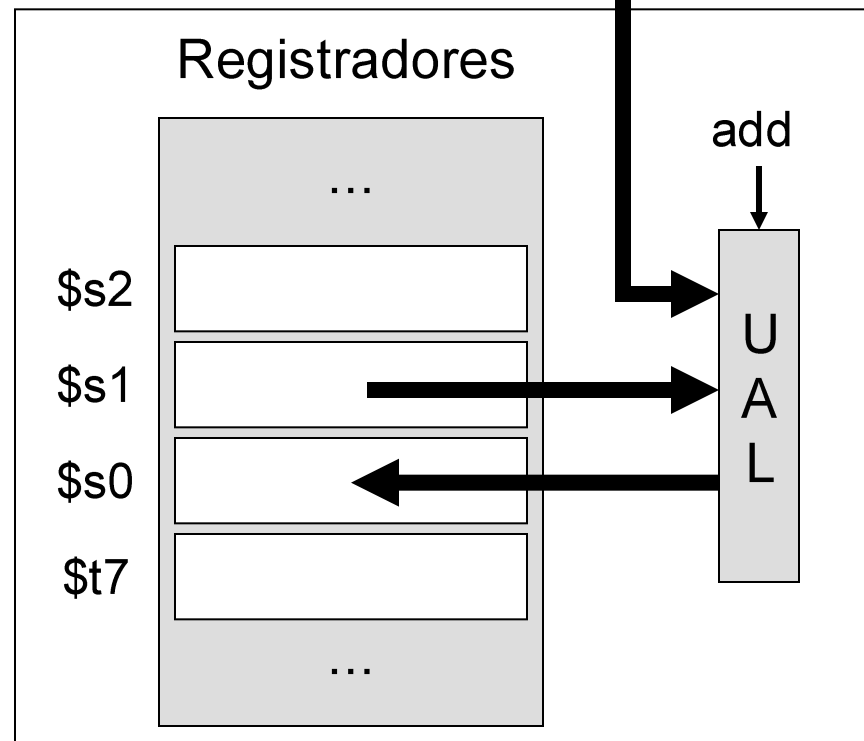 Registradores
add
...
$s2
$s1
$s0
$t7
...
U
A
L